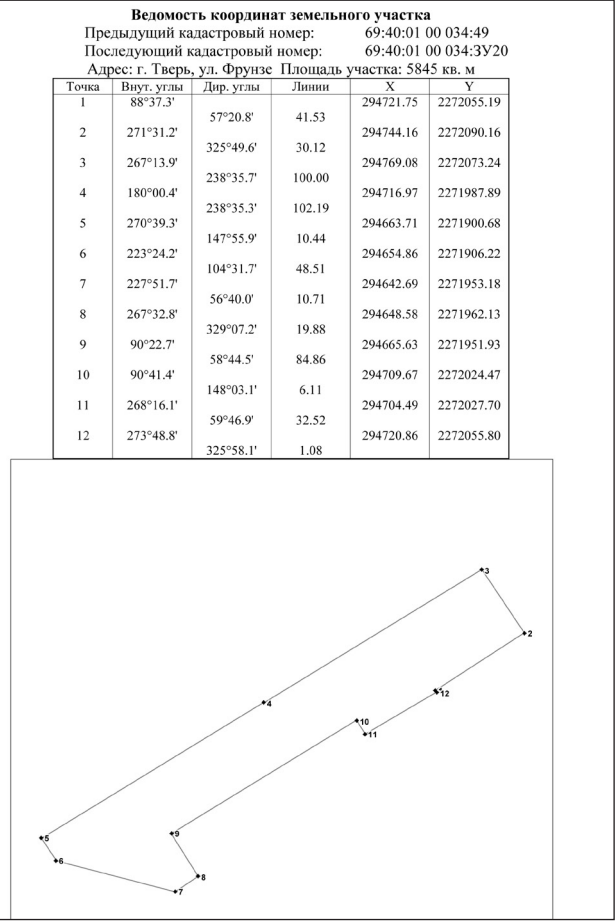 Ведомость координат земельного участка
Предыдущий кадастровый номер: 69:40:01 00 034:49
Последующий кадастровый номер: 69:40:01 00 034:ЗУ20
Адрес: г. Тверь, ул. Фрунзе Площадь участка: 5845 кв. м
Точка Внут. углы Дир. углы Линии X Y
1 88°37.3' 294721.75 2272055.19
57°20.8' 41.53
2 271°31.2' 294744.16 2272090.16
325°49.6' 30.12
3 267°13.9' 294769.08 2272073.24
238°35.7' 100.00
4 180°00.4' 294716.97 2271987.89
238°35.3' 102.19
5 270°39.3' 294663.71 2271900.68
147°55.9' 10.44
6 223°24.2' 294654.86 2271906.22
104°31.7' 48.51
7 227°51.7' 294642.69 2271953.18
56°40.0' 10.71
8 267°32.8' 294648.58 2271962.13
329°07.2' 19.88
9 90°22.7' 294665.63 2271951.93
58°44.5' 84.86
10 90°41.4' 294709.67 2272024.47
148°03.1' 6.11
11 268°16.1' 294704.49 2272027.70
59°46.9' 32.52
12 273°48.8' 294720.86 2272055.80
325°58.1' 1.08
3
2
12
4
10
11
9
5
6
8
7